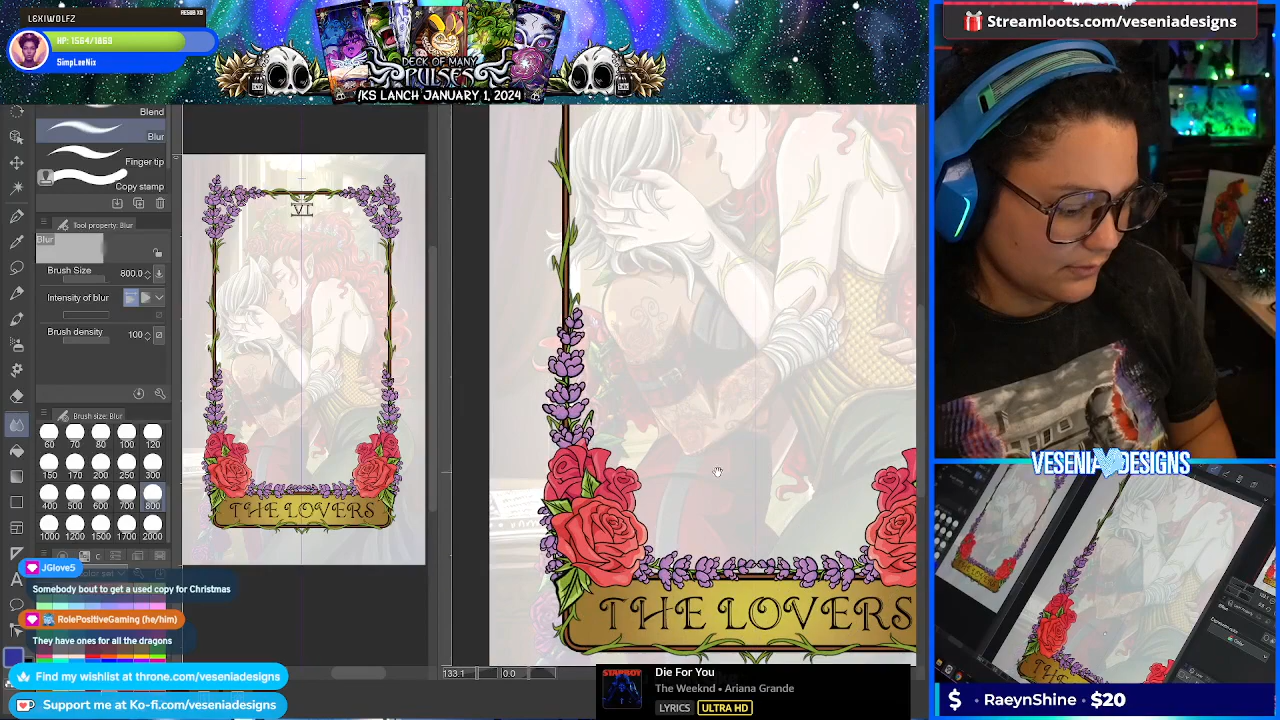 LEXIWOLFZ
HP: 1564/1869
SimpLeeNix
DECK OF MANY
PULSES
!KS LANCH JANUARY 1, 2024
Streamloots.com/veseniadesigns
Blend
Blur
Finger tip
Copy stamp
Tool property: Blur
Blur
Brush Size
800.0
Intensity of blur
Brush density
100
Brush size: Blur
60 70 80 100 120
150 170 200 250 300
400 500 600 700 800
1000 1200 1500 1700 2000
VI
THE LOVERS
THE LOVERS
133.1
0.0
JGlove5
Somebody bout to get a used copy for Christmas
RolePositiveGaming (he/him)
They have ones for all the dragons
Find my wishlist at throne.com/veseniadesigns
Support me at Ko-fi.com/veseniadesigns
STARBOY
Die For You
The Weeknd • Ariana Grande
LYRICS
ULTRA HD
VESENIA DESIGNS
$ : RaeynShine - $20